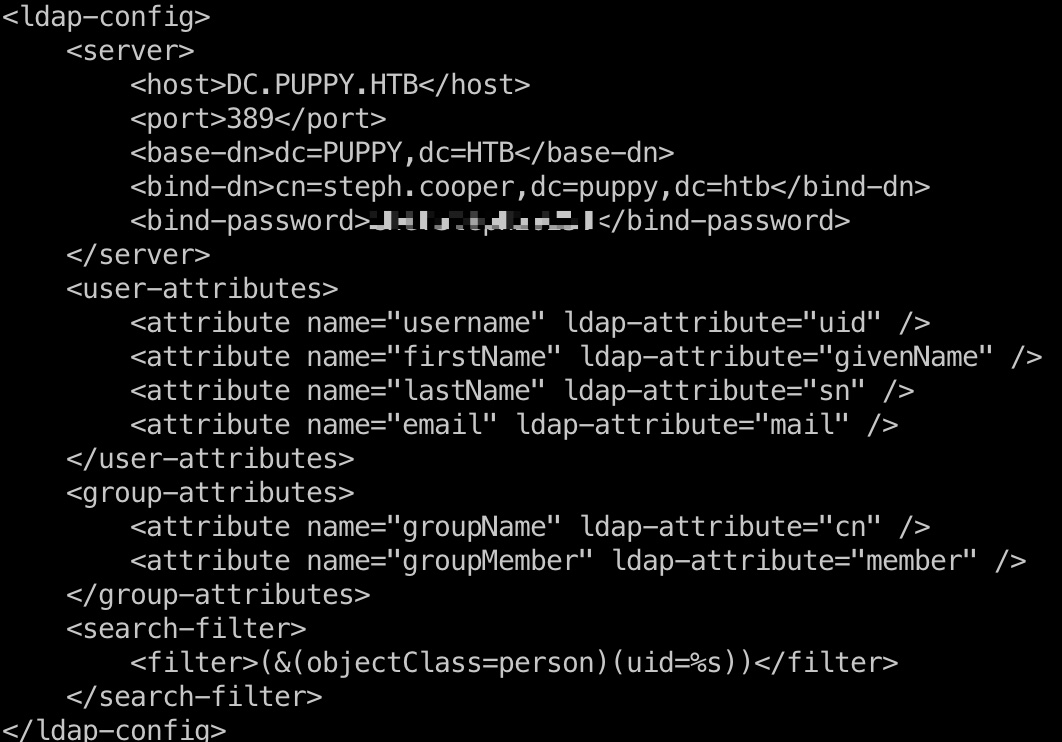 <ldap-config>
<server>
<host>DC.PUPPY.HTB</host>
<port>389</port>
<base-dn>dc=PUPPY,dc=HTB</base-dn>
<bind-dn>cn=steph.cooper,dc=puppy,dc=htb</bind-dn>
<bind-password></bind-password>
</server>
<user-attributes>
<attribute name="username" ldap-attribute="uid" />
<attribute name="firstName" ldap-attribute="givenName" />
<attribute name="lastName" ldap-attribute="sn" />
<attribute name="email" ldap-attribute="mail" />
</user-attributes>
<group-attributes>
<attribute name="groupName" ldap-attribute="cn" />
<attribute name="groupMember" ldap-attribute="member" />
</group-attributes>
<search-filter>
<filter>(&(objectClass=person)(uid=%s))</filter>
</search-filter>
</ldap-config>